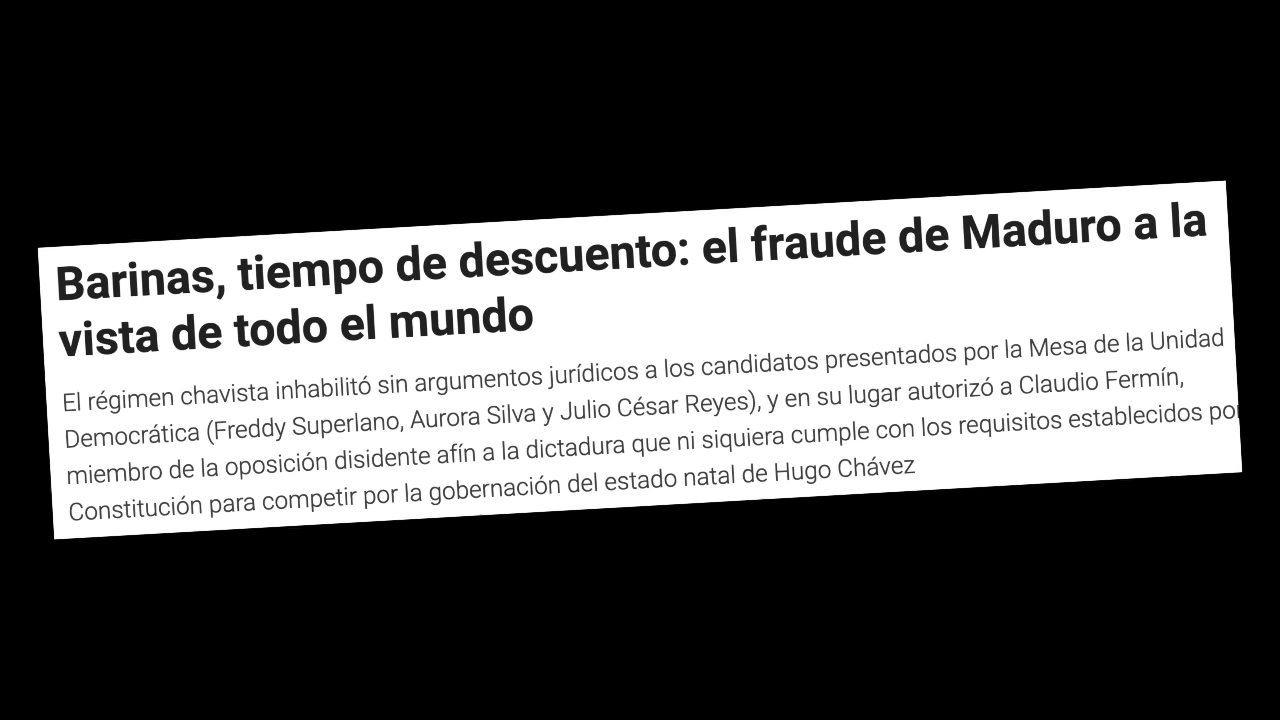 Barinas, tiempo de descuento: el fraude de Maduro a la
vista de todo el mundo
El régimen chavista inhabilitó sin argumentos jurídicos a los candidatos presentados por la Mesa de la Unidad
Democrática (Freddy Superlano, Aurora Silva y Julio César Reyes), y en su lugar autorizó a Claudio Fermín,
miembro de la oposición disidente afín a la dictadura que ni siquiera cumple con los requisitos establecidos por
Constitución para competir por la gobernación del estado natal de Hugo Chávez